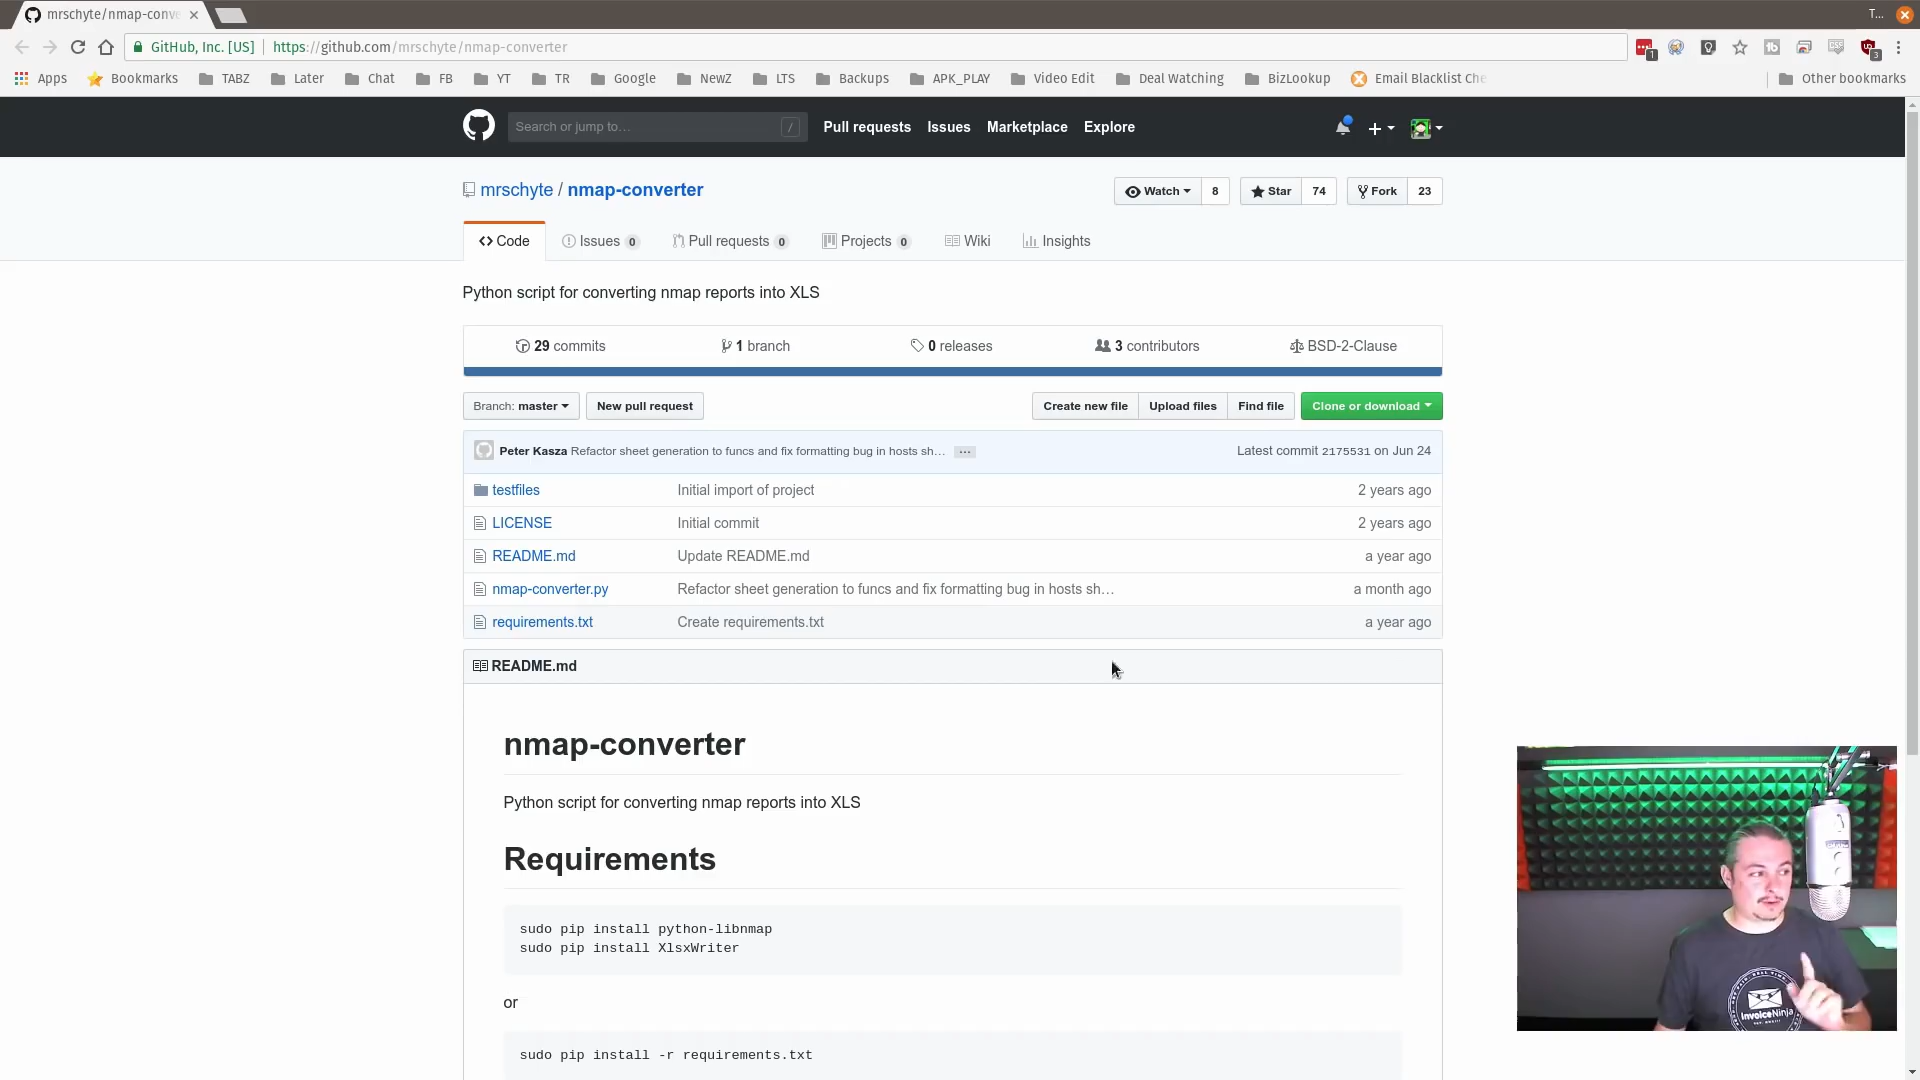 mrschyte/nmap-conve
T...
GitHub, Inc. [US]
https://github.com/mrschyte/nmap-converter
1
3
Apps
Bookmarks
TABZ
Later
Chat
FB
YT
TR
Google
NewZ
LTS
Backups
APK_PLAY
Video Edit
Deal Watching
BizLookup
Email Blacklist Che
Other bookmarks
Search or jump to…
/
Pull requests
Issues
Marketplace
Explore
mrschyte / nmap-converter
Watch 8
Star 74
Fork 23
Code
Issues 0
Pull requests 0
Projects 0
Wiki
Insights
Python script for converting nmap reports into XLS
29 commits
1 branch
0 releases
3 contributors
BSD-2-Clause
Branch: master
New pull request
Create new file
Upload files
Find file
Clone or download
Peter Kasza Refactor sheet generation to funcs and fix formatting bug in hosts sh… …
Latest commit 2175531 on Jun 24
testfiles Initial import of project 2 years ago
LICENSE Initial commit 2 years ago
README.md Update README.md a year ago
nmap-converter.py Refactor sheet generation to funcs and fix formatting bug in hosts sh… a month ago
requirements.txt Create requirements.txt a year ago
README.md
nmap-converter
Python script for converting nmap reports into XLS
Requirements
sudo pip install python-libnmap
sudo pip install XlsxWriter
or
sudo pip install -r requirements.txt
InvoiceNinja